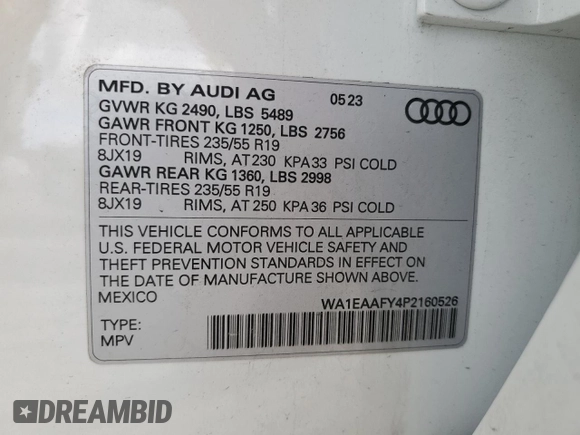 MFD. BY AUDI AG 05 23
GVWR KG 2490, LBS 5489
GAWR FRONT KG 1250, LBS 2756
FRONT-TIRES 235/55 R19
8JX19 RIMS, AT 230 KPA 33 PSI COLD
GAWR REAR KG 1360, LBS 2998
REAR-TIRES 235/55 R19
8JX19 RIMS, AT 250 KPA 36 PSI COLD
THIS VEHICLE CONFORMS TO ALL APPLICABLE
U.S. FEDERAL MOTOR VEHICLE SAFETY AND
THEFT PREVENTION STANDARDS IN EFFECT ON
THE DATE OF MANUFACTURE SHOWN ABOVE.
MEXICO WA1EAAFY4P2160526
TYPE:
MPV
DREAMBID